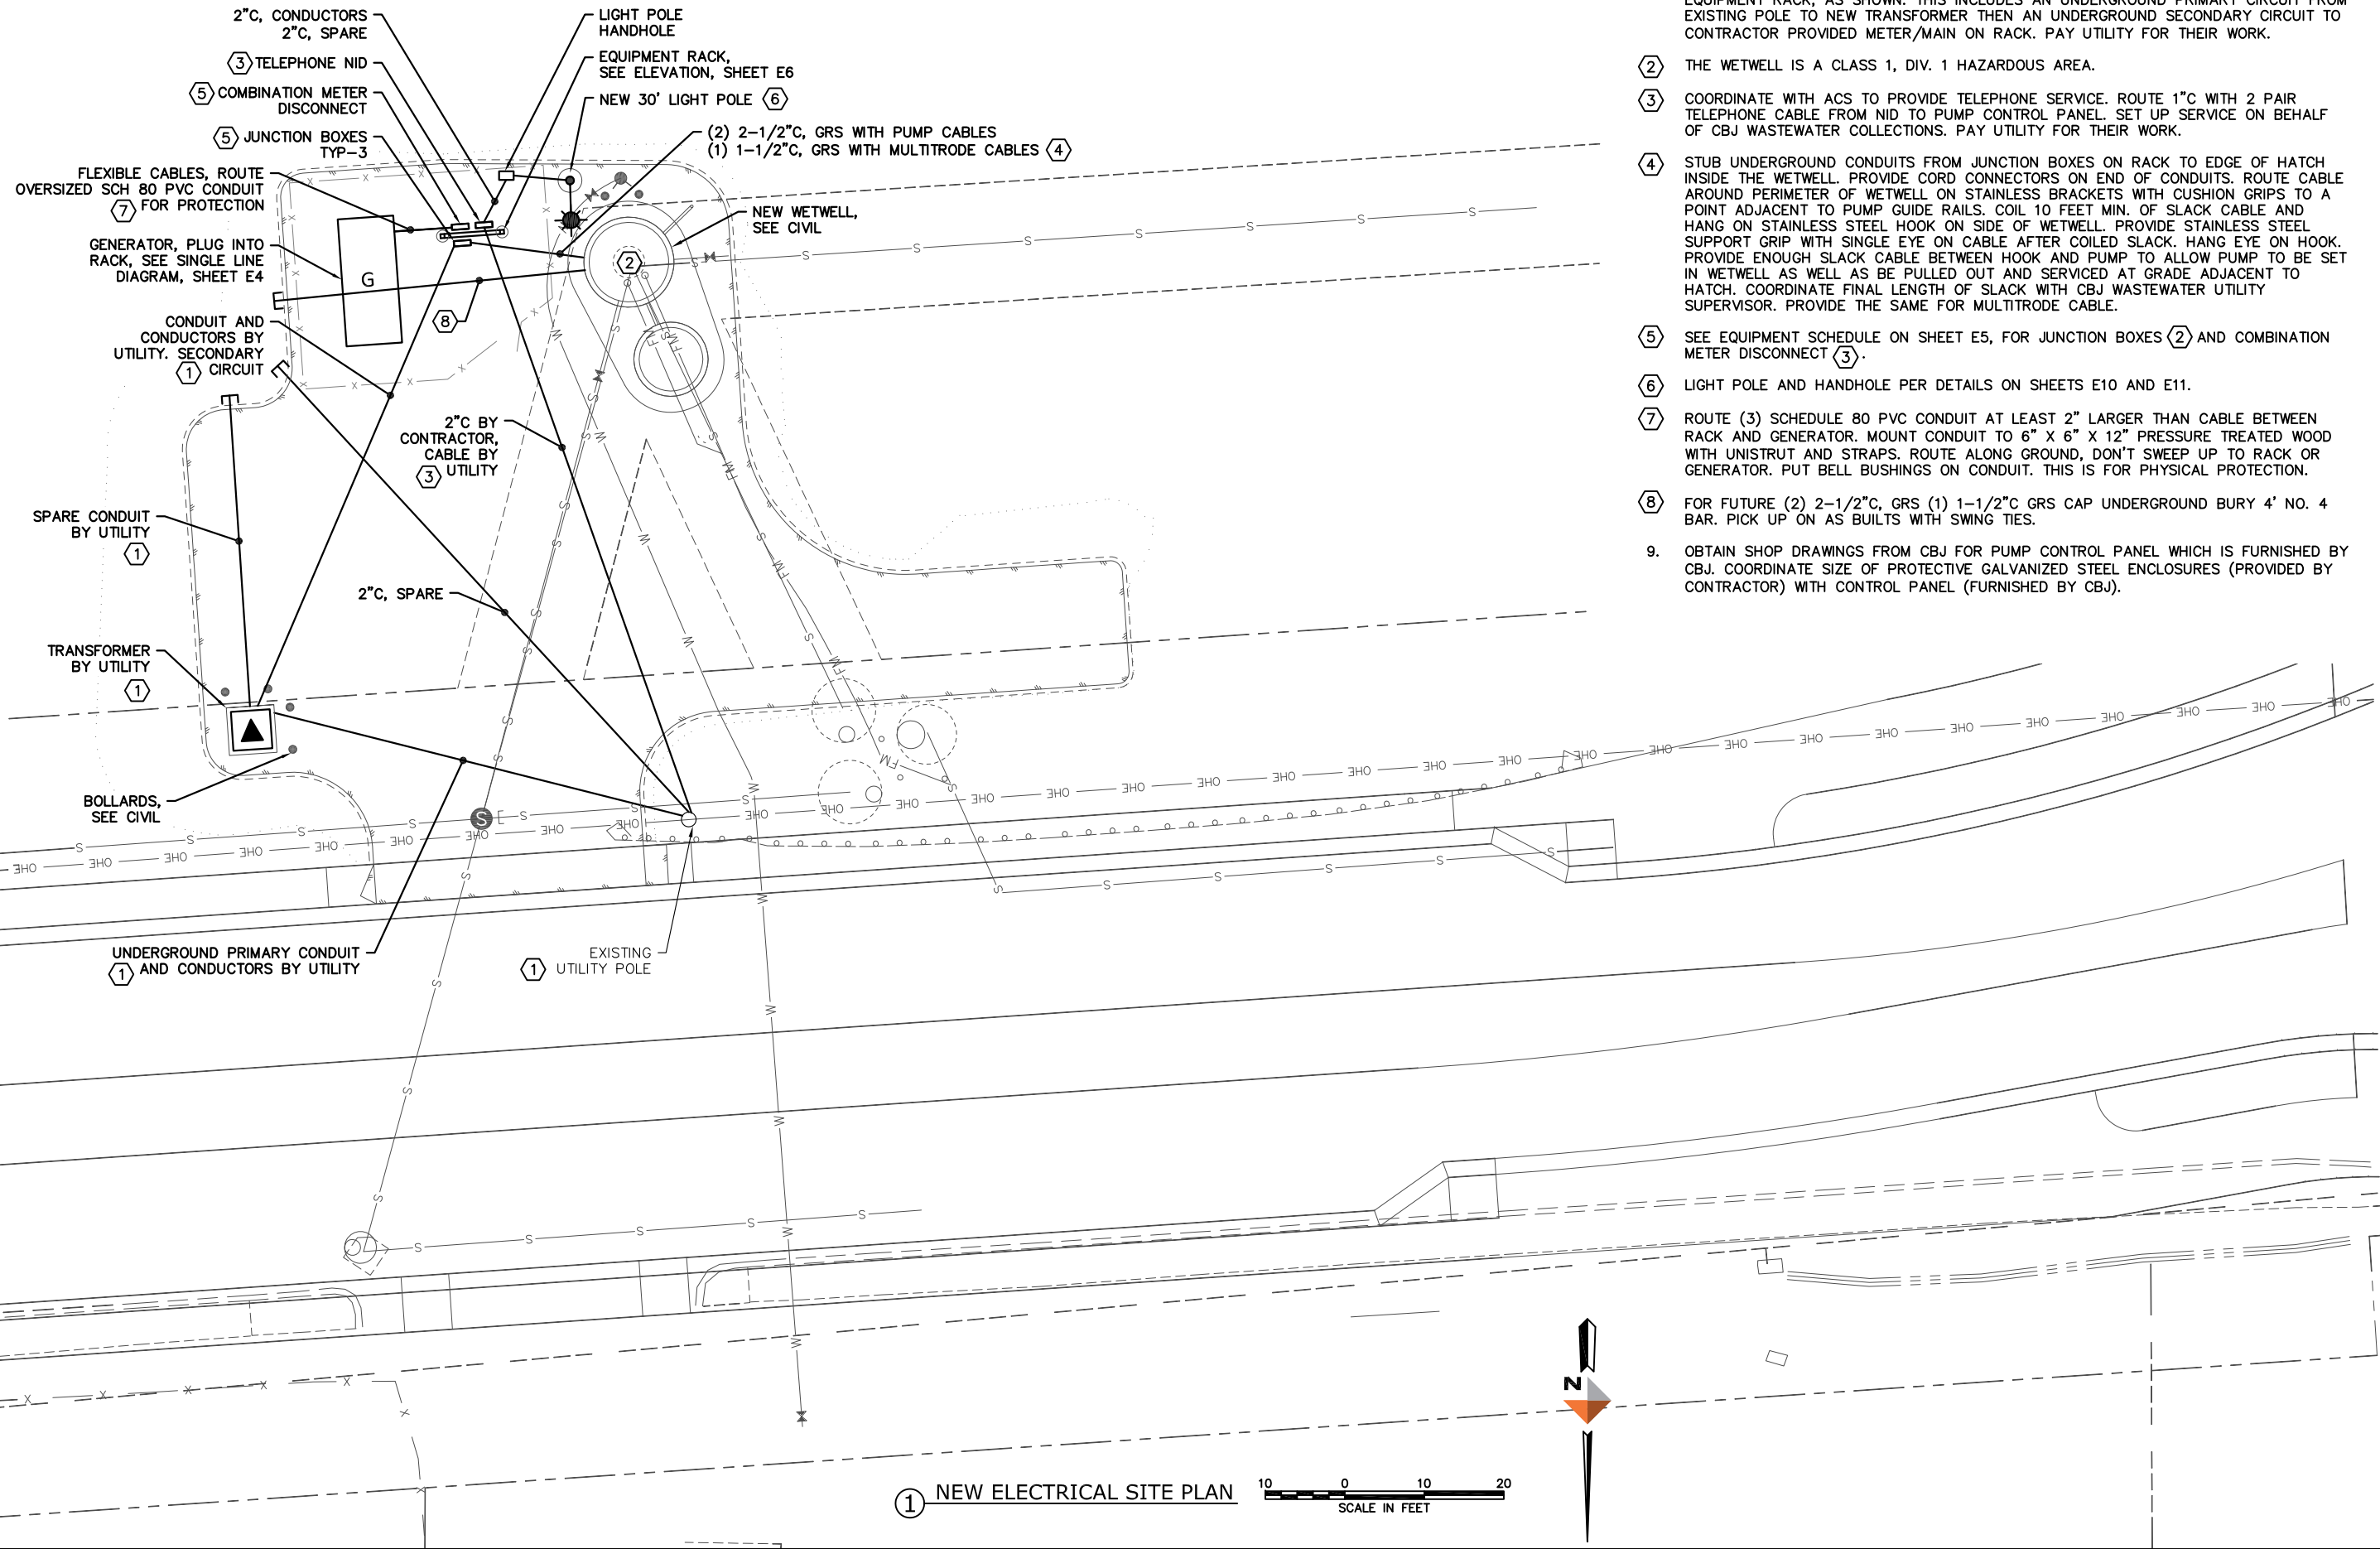 2"C, CONDUCTORS
2"C, SPARE
3 TELEPHONE NID
5 COMBINATION METER
DISCONNECT
5 JUNCTION BOXES
TYP-3
FLEXIBLE CABLES, ROUTE
OVERSIZED SCH 80 PVC CONDUIT
7 FOR PROTECTION
GENERATOR, PLUG INTO
RACK, SEE SINGLE LINE
DIAGRAM, SHEET E4
CONDUIT AND
CONDUCTORS BY
UTILITY. SECONDARY
1 CIRCUIT
LIGHT POLE
HANDHOLE
EQUIPMENT RACK,
SEE ELEVATION, SHEET E6
NEW 30' LIGHT POLE 6
(2) 2-1/2"C, GRS WITH PUMP CABLES
(1) 1-1/2"C, GRS WITH MULTITRODE CABLES 4
NEW WETWELL,
SEE CIVIL
G
2
8
2"C BY
CONTRACTOR,
CABLE BY
3 UTILITY
SPARE CONDUIT
BY UTILITY
1
2"C, SPARE
TRANSFORMER
BY UTILITY
1
BOLLARDS,
SEE CIVIL
UNDERGROUND PRIMARY CONDUIT
1 AND CONDUCTORS BY UTILITY
EXISTING
1 UTILITY POLE
EQUIPMENT RACK, AS SHOWN. THIS INCLUDES AN UNDERGROUND PRIMARY CIRCUIT FROM
EXISTING POLE TO NEW TRANSFORMER THEN AN UNDERGROUND SECONDARY CIRCUIT TO
CONTRACTOR PROVIDED METER/MAIN ON RACK. PAY UTILITY FOR THEIR WORK.
2 THE WETWELL IS A CLASS 1, DIV. 1 HAZARDOUS AREA.
3 COORDINATE WITH ACS TO PROVIDE TELEPHONE SERVICE. ROUTE 1"C WITH 2 PAIR
TELEPHONE CABLE FROM NID TO PUMP CONTROL PANEL. SET UP SERVICE ON BEHALF
OF CBJ WASTEWATER COLLECTIONS. PAY UTILITY FOR THEIR WORK.
4 STUB UNDERGROUND CONDUITS FROM JUNCTION BOXES ON RACK TO EDGE OF HATCH
INSIDE THE WETWELL. PROVIDE CORD CONNECTORS ON END OF CONDUITS. ROUTE CABLE
AROUND PERIMETER OF WETWELL ON STAINLESS BRACKETS WITH CUSHION GRIPS TO A
POINT ADJACENT TO PUMP GUIDE RAILS. COIL 10 FEET MIN. OF SLACK CABLE AND
HANG ON STAINLESS STEEL HOOK ON SIDE OF WETWELL. PROVIDE STAINLESS STEEL
SUPPORT GRIP WITH SINGLE EYE ON CABLE AFTER COILED SLACK. HANG EYE ON HOOK.
PROVIDE ENOUGH SLACK CABLE BETWEEN HOOK AND PUMP TO ALLOW PUMP TO BE SET
IN WETWELL AS WELL AS BE PULLED OUT AND SERVICED AT GRADE ADJACENT TO
HATCH. COORDINATE FINAL LENGTH OF SLACK WITH CBJ WASTEWATER UTILITY
SUPERVISOR. PROVIDE THE SAME FOR MULTITRODE CABLE.
5 SEE EQUIPMENT SCHEDULE ON SHEET E5, FOR JUNCTION BOXES 2 AND COMBINATION
METER DISCONNECT 3.
6 LIGHT POLE AND HANDHOLE PER DETAILS ON SHEETS E10 AND E11.
7 ROUTE (3) SCHEDULE 80 PVC CONDUIT AT LEAST 2" LARGER THAN CABLE BETWEEN
RACK AND GENERATOR. MOUNT CONDUIT TO 6" X 6" X 12" PRESSURE TREATED WOOD
WITH UNISTRUT AND STRAPS. ROUTE ALONG GROUND, DON'T SWEEP UP TO RACK OR
GENERATOR. PUT BELL BUSHINGS ON CONDUIT. THIS IS FOR PHYSICAL PROTECTION.
8 FOR FUTURE (2) 2-1/2"C, GRS (1) 1-1/2"C GRS CAP UNDERGROUND BURY 4' NO. 4
BAR. PICK UP ON AS BUILTS WITH SWING TIES.
9. OBTAIN SHOP DRAWINGS FROM CBJ FOR PUMP CONTROL PANEL WHICH IS FURNISHED BY
CBJ. COORDINATE SIZE OF PROTECTIVE GALVANIZED STEEL ENCLOSURES (PROVIDED BY
CONTRACTOR) WITH CONTROL PANEL (FURNISHED BY CBJ).
N
1 NEW ELECTRICAL SITE PLAN
10 0 10 20
SCALE IN FEET